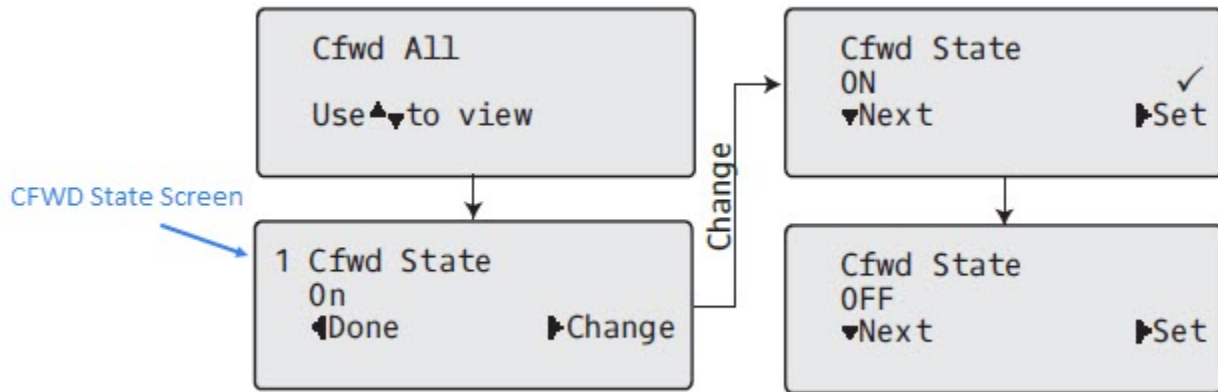 Cfwd All
Use▲▼to view
CFWD State Screen
1 Cfwd State
On
◀Done ▶Change
Change
Cfwd State
ON ✓
▼Next ▶Set
Cfwd State
OFF
▼Next ▶Set